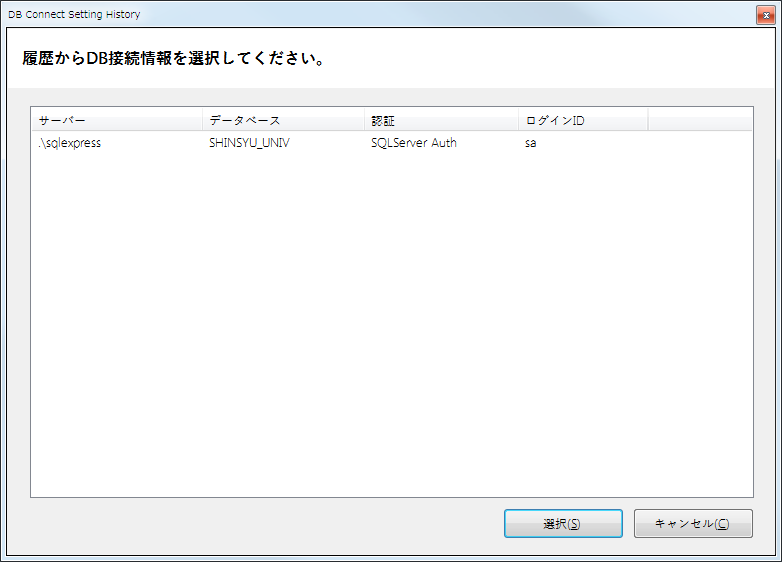 DB Connect Setting History
履歴からDB接続情報を選択してください。
サーバー データベース 認証 ログインID
.\sqlexpress SHINSYU_UNIV SQLServer Auth sa
選択(S) キャンセル(C)